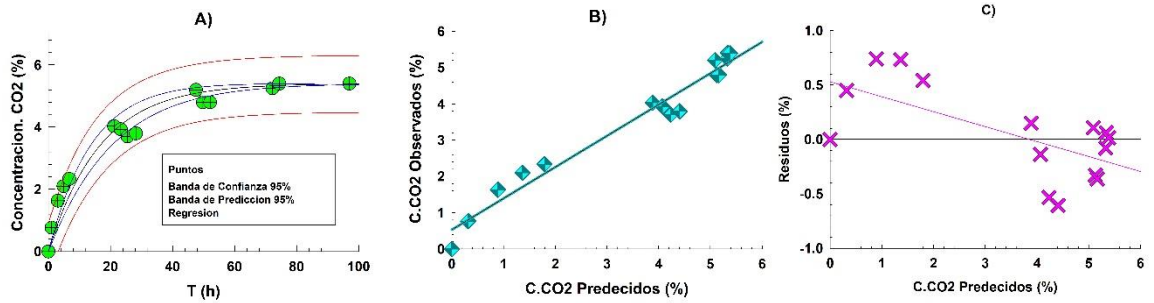 A)
Concentracion. CO2 (%)
6
4
2
0
0 20 40 60 80 100
T (h)
Puntos
Banda de Confianza 95%
Banda de Prediccion 95%
Regresion
B)
C.CO2 Observados (%)
6
5
4
3
2
1
0
0 1 2 3 4 5 6
C.CO2 Predecidos (%)
C)
Residuos (%)
1.0
0.5
0.0
-0.5
-1.0
0 2 4 6
C.CO2 Predecidos (%)